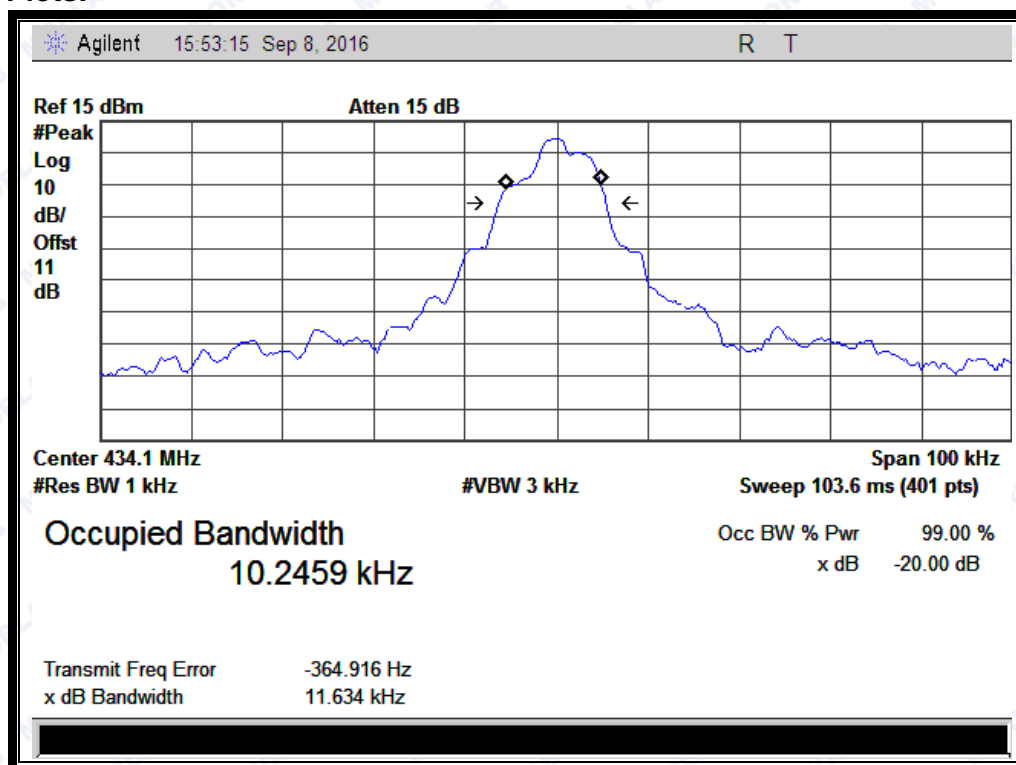 Agilent 15:53:15 Sep 8, 2016 R T
Ref 15 dBm Atten 15 dB
#Peak
Log
10
dB/
Offst
11
dB
Center 434.1 MHz Span 100 kHz
#Res BW 1 kHz #VBW 3 kHz Sweep 103.6 ms (401 pts)
Occupied Bandwidth Occ BW % Pwr 99.00 %
10.2459 kHz x dB -20.00 dB
Transmit Freq Error -364.916 Hz
x dB Bandwidth 11.634 kHz